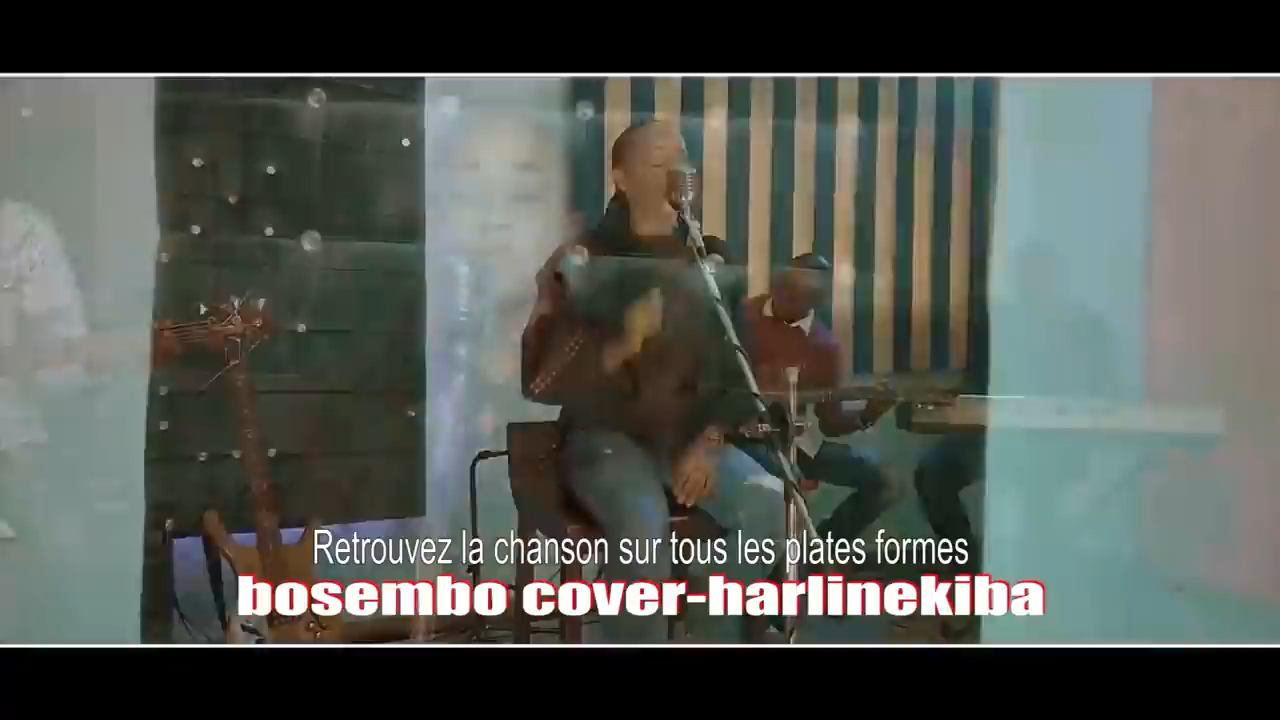 Retrouvez la chanson sur tous les plates formes
bosembo cover-harlinekiba